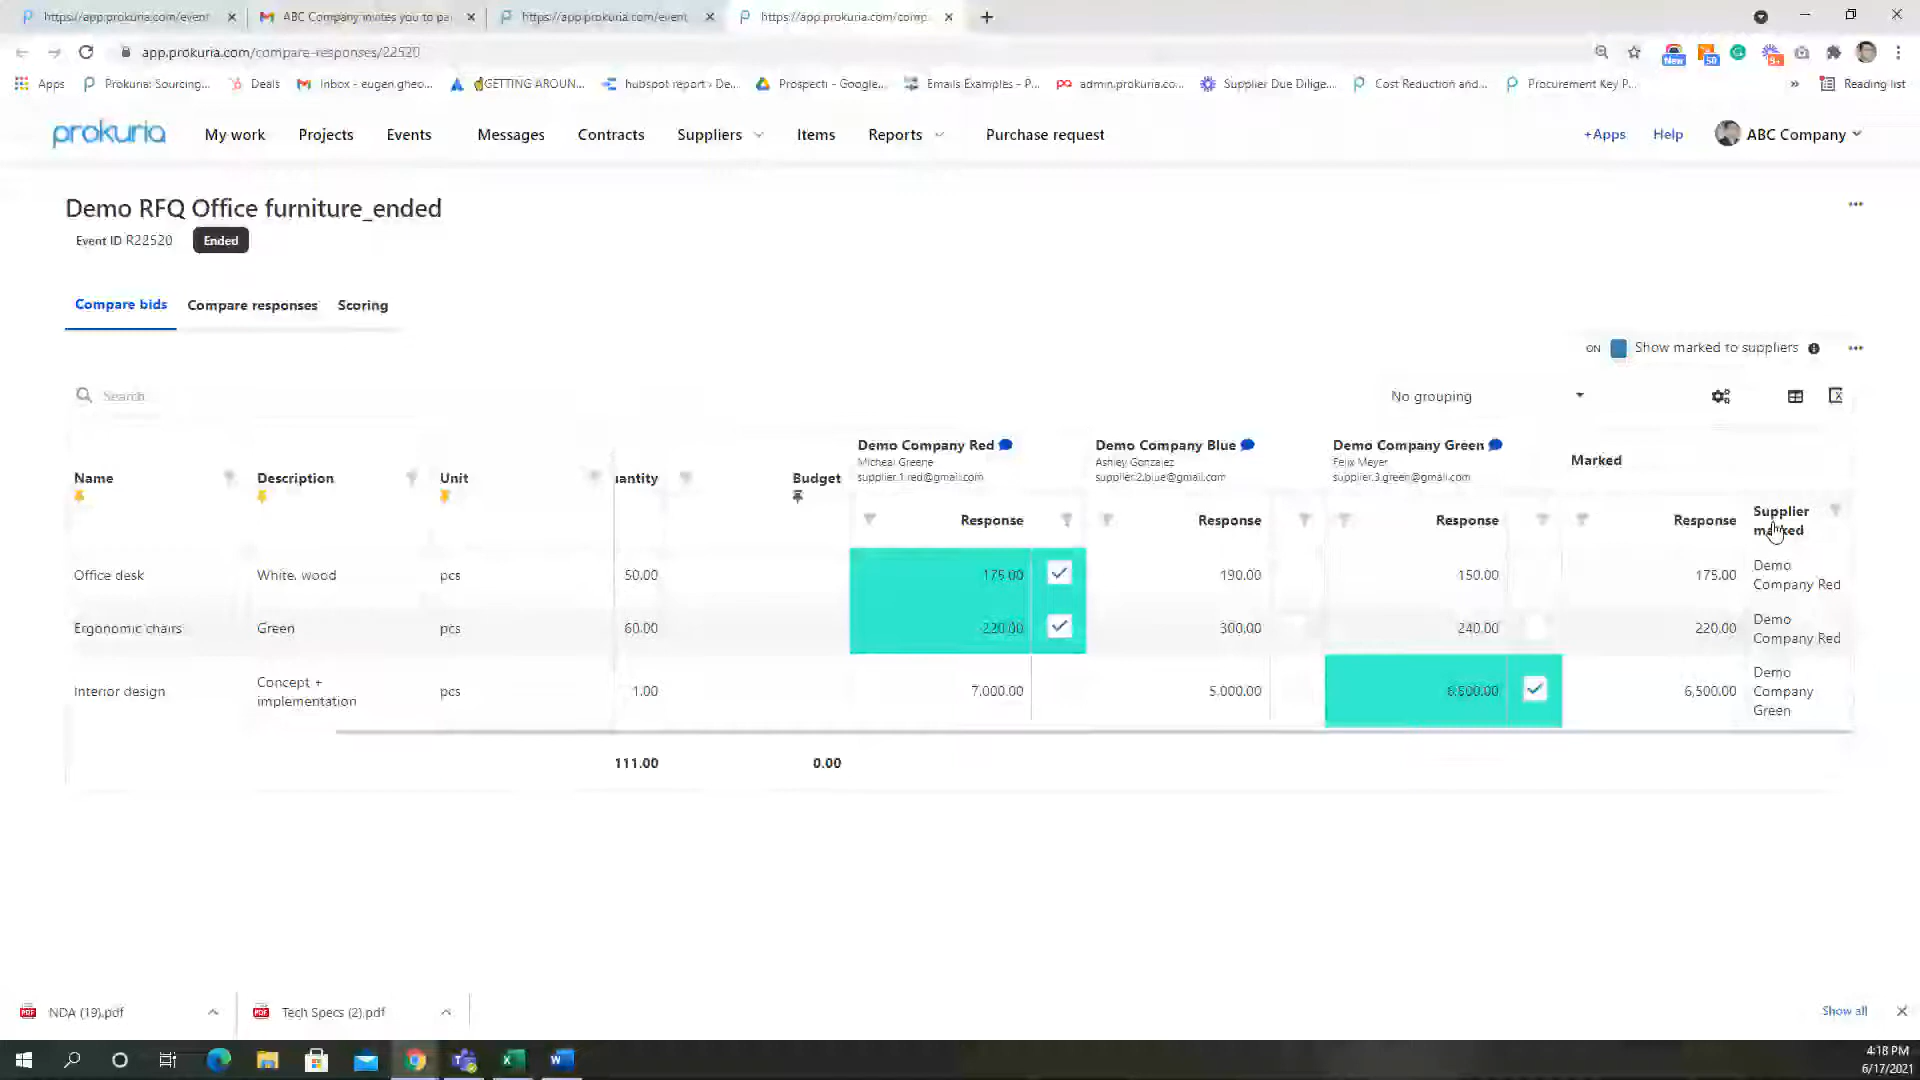 https://app.prokuria.com/event
ABC Company invites you to pa
https://app.prokuria.com/event
https://app.prokuria.com/comp
app.prokuria.com/compare-responses/22520
New
50
9+
Apps
Prokuria: Sourcing...
Deals
Inbox - eugen.gheo...
GETTING AROUN...
hubspot report > De...
Prospecti - Google...
Emails Examples - P...
admin.prokuria.co...
Supplier Due Dilige...
Cost Reduction and...
Procurement Key P...
»
Reading list
prokuria
My work
Projects
Events
Messages
Contracts
Suppliers
Items
Reports
Purchase request
+Apps
Help
ABC Company
Demo RFQ Office furniture_ended
Event ID R22520
Ended
Compare bids
Compare responses
Scoring
ON
Show marked to suppliers
Search
No grouping
Name
Description
Unit
uantity
Budget
Demo Company Red
Micheal Greene
supplier.1.red@gmail.com
Demo Company Blue
Ashley Gonzalez
supplier.2.blue@gmail.com
Demo Company Green
Felix Meyer
supplier.3.green@gmail.com
Marked
Response
Response
Response
Response
Supplier
marked
Office desk
White, wood
pcs
50.00
175.00
190.00
150.00
175.00
Demo
Company Red
Ergonomic chairs
Green
pcs
60.00
220.00
300.00
240.00
220.00
Demo
Company Red
Interior design
Concept +
implementation
pcs
1.00
7,000.00
5,000.00
6,500.00
6,500.00
Demo
Company
Green
111.00
0.00
NDA (19).pdf
Tech Specs (2).pdf
Show all
4:18 PM
6/17/2021